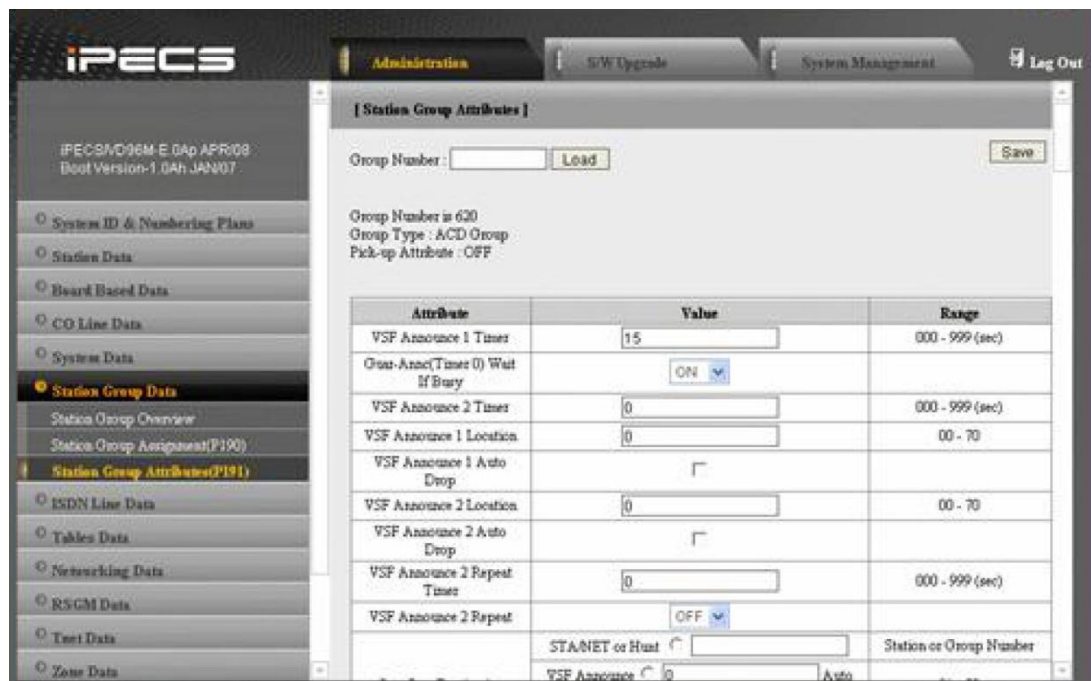 iPECS
Administration
S/W Upgrade
System Management
Log Out
iPECS/VD96M-E.0Ap APR/08
Boot Version-1.0Ah JAN/07
System ID & Numbering Plans
Station Data
Board Based Data
CO Line Data
System Data
Station Group Data
Station Group Overview
Station Group Assignment(P190)
Station Group Attributes(P191)
ISDN Line Data
Tables Data
Networking Data
RSGM Data
Tnet Data
Zone Data
[ Station Group Attributes ]
Group Number : Load
Save
Group Number is 620
Group Type : ACD Group
Pick-up Attribute : OFF
Attribute Value Range
VSF Announce 1 Timer 15 000 - 999 (sec)
Guar-Annc(Timer 0) Wait
If Busy ON
VSF Announce 2 Timer 0 000 - 999 (sec)
VSF Announce 1 Location 0 00 - 70
VSF Announce 1 Auto
Drop
VSF Announce 2 Location 0 00 - 70
VSF Announce 2 Auto
Drop
VSF Announce 2 Repeat
Timer 0 000 - 999 (sec)
VSF Announce 2 Repeat OFF
STA/NET or Hunt Station or Group Number
VSF Announce 0 Auto